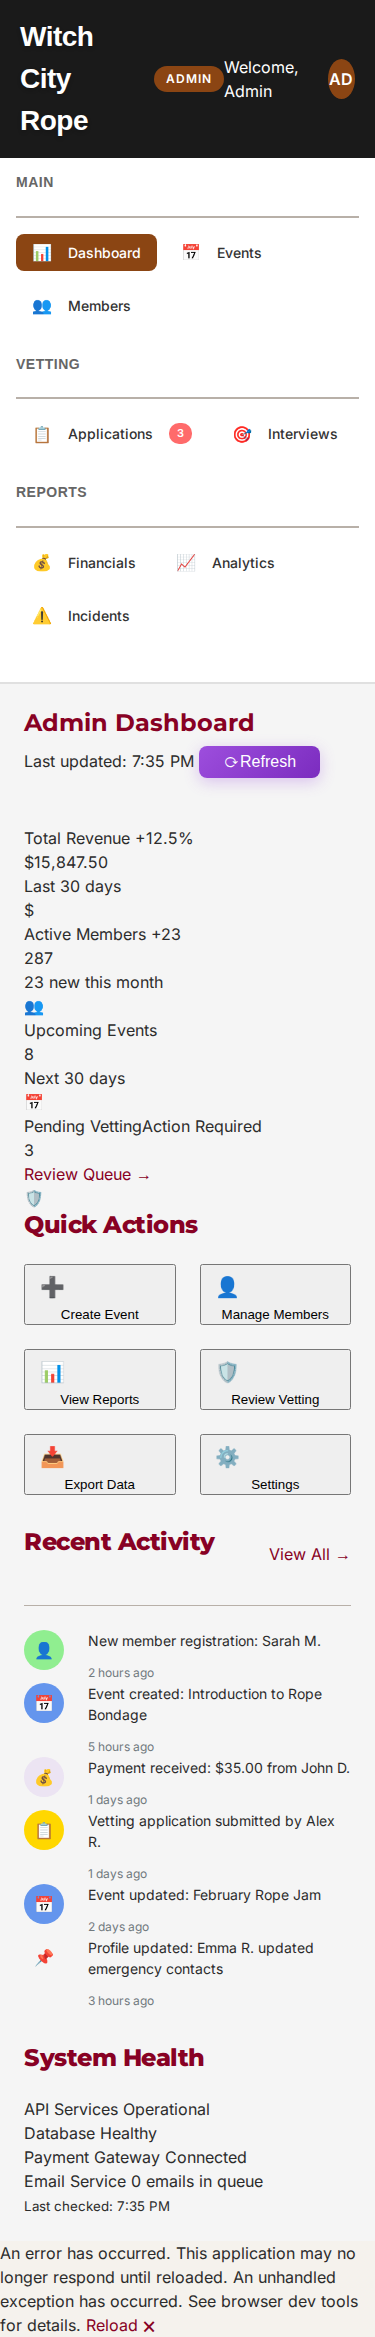 Witch
City
Rope
ADMIN
Welcome,
Admin
AD
MAIN
Dashboard
Events
Members
VETTING
Applications 3
Interviews
REPORTS
Financials
Analytics
Incidents
Admin Dashboard
Last updated: 7:35 PM
⟳Refresh
Total Revenue +12.5%
$15,847.50
Last 30 days
$
Active Members +23
287
23 new this month
Upcoming Events
8
Next 30 days
Pending VettingAction Required
3
Review Queue →
Quick Actions
Create Event
Manage Members
View Reports
Review Vetting
Export Data
Settings
Recent Activity
View All →
New member registration: Sarah M.
2 hours ago
Event created: Introduction to Rope
Bondage
5 hours ago
Payment received: $35.00 from John D.
1 days ago
Vetting application submitted by Alex
R.
1 days ago
Event updated: February Rope Jam
2 days ago
Profile updated: Emma R. updated
emergency contacts
3 hours ago
System Health
API Services Operational
Database Healthy
Payment Gateway Connected
Email Service 0 emails in queue
Last checked: 7:35 PM
An error has occurred. This application may no
longer respond until reloaded. An unhandled
exception has occurred. See browser dev tools
for details. Reload ✕